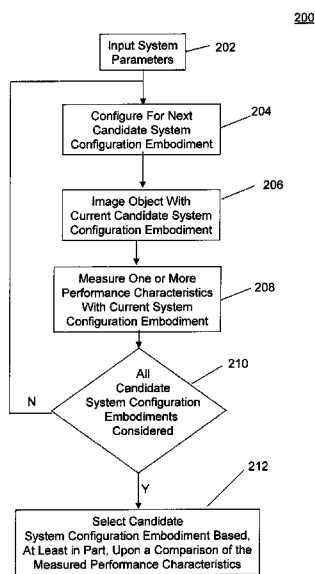 200
Input System
Parameters
202
Configure For Next
Candidate System
Configuration Embodiment
204
Image Object With
Current Candidate System
Configuration Embodiment
206
Measure One or More
Performance Characteristics
With Current System
Configuration Embodiment
208
All
Candidate
System Configuration
Embodiments
Considered
210
N
Y
212
Select Candidate
System Configuration Embodiment Based,
At Least in Part, Upon a Comparison of the
Measured Performance Characteristics